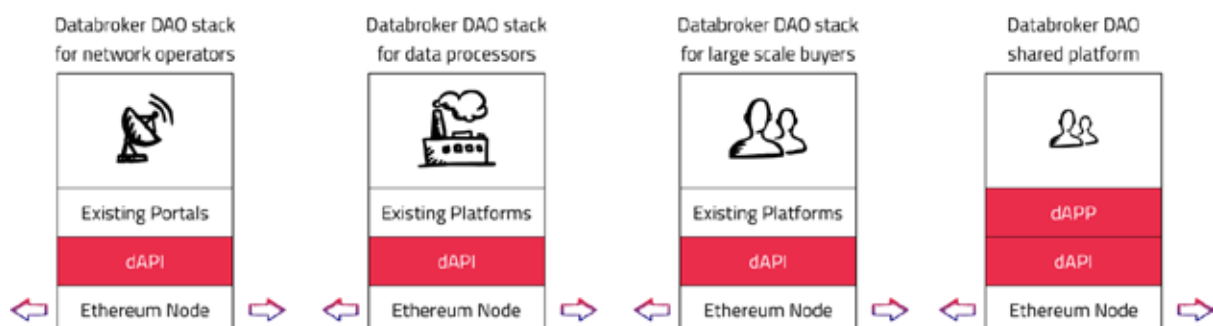 Databroker DAO stack
for network operators
Existing Portals
dAPI
Ethereum Node
Databroker DAO stack
for data processors
Existing Platforms
dAPI
Ethereum Node
Databroker DAO stack
for large scale buyers
Existing Platforms
dAPI
Ethereum Node
Databroker DAO
shared platform
dAPP
dAPI
Ethereum Node